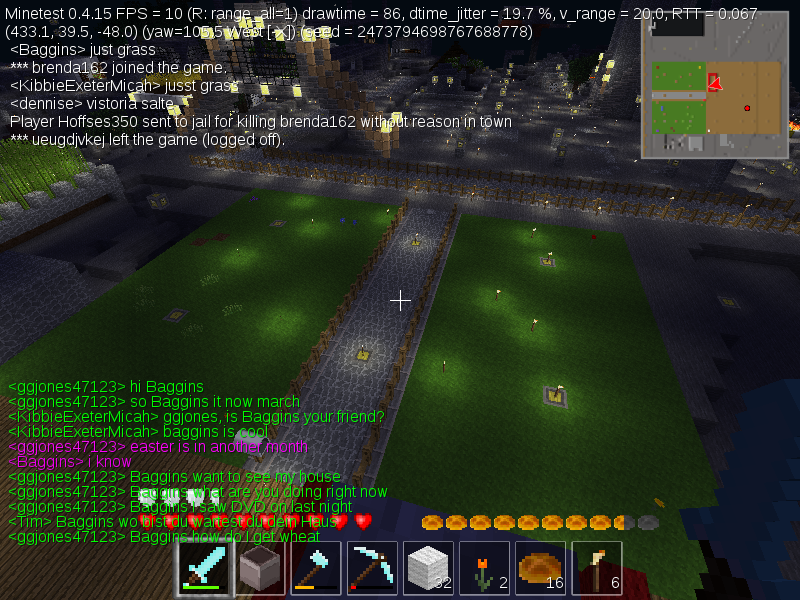 Minetest 0.4.15 FPS = 10 (R: range_all=1) drawtime = 86, dtime_jitter = 19.7 %, v_range = 20.0, RTT = 0.067
(433.1, 39.5, -48.0) (yaw=106.5 West [-X]) (seed = 2473794698767688778)
<Baggins> just grass
*** brenda162 joined the game.
<KibbieExeterMicah> jusst grass
<dennise> vistoria salte
Player Hoffses350 sent to jail for killing brenda162 without reason in town
*** ueugdjvkej left the game (logged off).
<ggjones47123> hi Baggins
<ggjones47123> so Baggins it now march
<KibbieExeterMicah> ggjones, is Baggins your friend?
<KibbieExeterMicah> baggins is cool
<ggjones47123> easter is in another month
<Baggins> i know
<ggjones47123> Baggins want to see my house
<ggjones47123> Baggins what are you doing right now
<ggjones47123> Baggins i saw DVD on last night
<Tim> Baggins wo bist du wartest du dem Haus
<ggjones47123> Baggins how do I get wheat
32 2 16 6